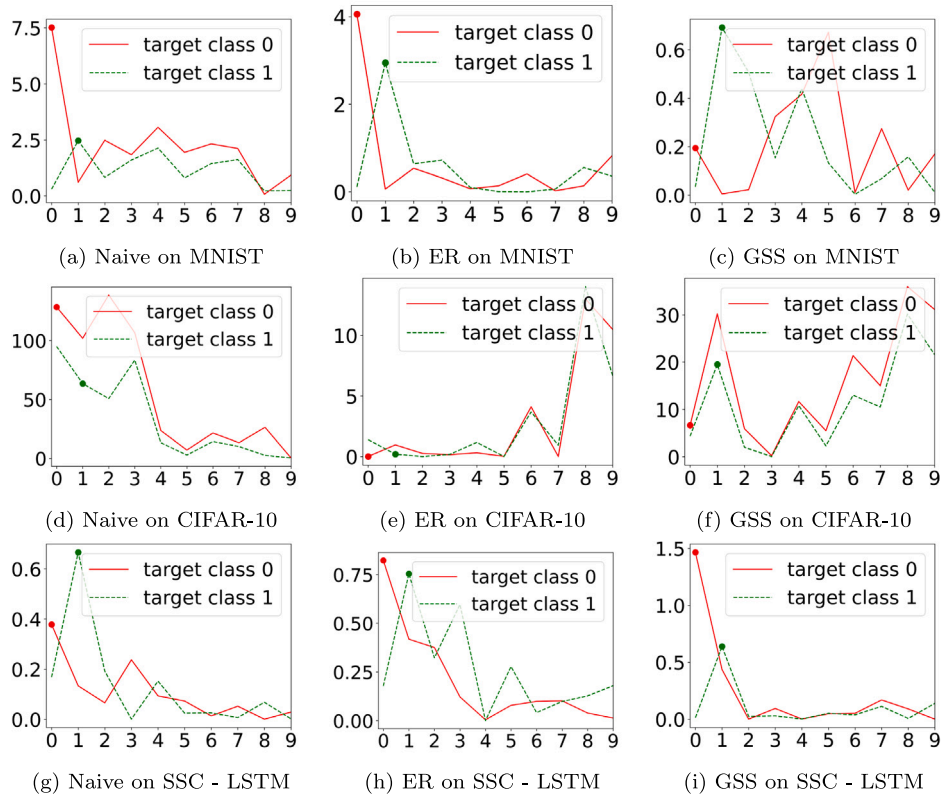 7.5
5.0
2.5
0.0
target class 0
target class 1
0 1 2 3 4 5 6 7 8 9
(a) Naive on MNIST
4
2
0
target class 0
target class 1
0 1 2 3 4 5 6 7 8 9
(b) ER on MNIST
0.6
0.4
0.2
0.0
target class 0
target class 1
0 1 2 3 4 5 6 7 8 9
(c) GSS on MNIST
100
50
0
target class 0
target class 1
0 1 2 3 4 5 6 7 8 9
(d) Naive on CIFAR-10
10
5
0
target class 0
target class 1
0 1 2 3 4 5 6 7 8 9
(e) ER on CIFAR-10
30
20
10
0
target class 0
target class 1
0 1 2 3 4 5 6 7 8 9
(f) GSS on CIFAR-10
0.6
0.4
0.2
0.0
target class 0
target class 1
0 1 2 3 4 5 6 7 8 9
(g) Naive on SSC - LSTM
0.75
0.50
0.25
0.00
target class 0
target class 1
0 1 2 3 4 5 6 7 8 9
(h) ER on SSC - LSTM
1.5
1.0
0.5
0.0
target class 0
target class 1
0 1 2 3 4 5 6 7 8 9
(i) GSS on SSC - LSTM